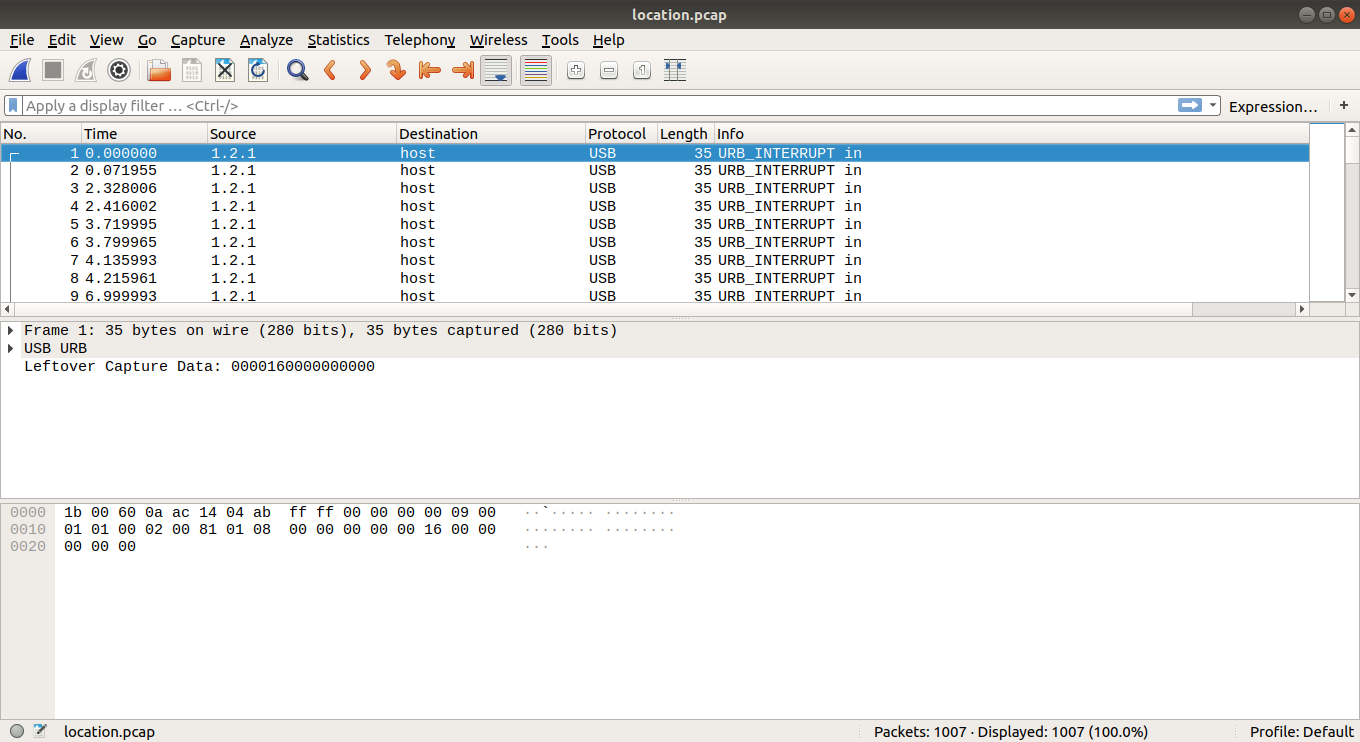 location.pcap
File Edit View Go Capture Analyze Statistics Telephony Wireless Tools Help
Apply a display filter … <Ctrl-/> Expression… +
No. Time Source Destination Protocol Length Info
1 0.000000 1.2.1 host USB 35 URB_INTERRUPT in
2 0.071955 1.2.1 host USB 35 URB_INTERRUPT in
3 2.328006 1.2.1 host USB 35 URB_INTERRUPT in
4 2.416002 1.2.1 host USB 35 URB_INTERRUPT in
5 3.719995 1.2.1 host USB 35 URB_INTERRUPT in
6 3.799965 1.2.1 host USB 35 URB_INTERRUPT in
7 4.135993 1.2.1 host USB 35 URB_INTERRUPT in
8 4.215961 1.2.1 host USB 35 URB_INTERRUPT in
9 6.999993 1.2.1 host USB 35 URB_INTERRUPT in
Frame 1: 35 bytes on wire (280 bits), 35 bytes captured (280 bits)
USB URB
Leftover Capture Data: 0000160000000000
0000 1b 00 60 0a ac 14 04 ab ff ff 00 00 00 00 09 00 ··`····· ········
0010 01 01 00 02 00 81 01 08 00 00 00 00 00 16 00 00 ········ ········
0020 00 00 00 ···
location.pcap Packets: 1007 · Displayed: 1007 (100.0%) Profile: Default